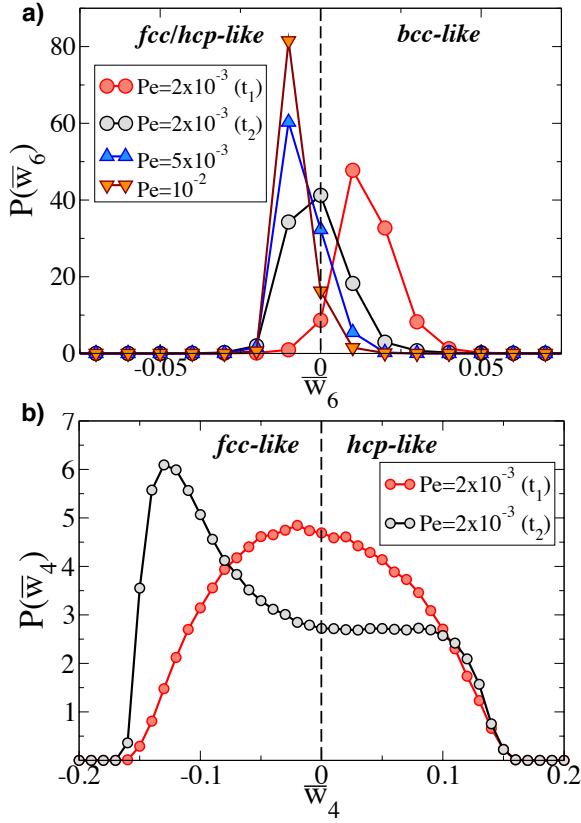 a)
fcc/hcp-like bcc-like
Pe=2x10⁻³ (t₁)
Pe=2x10⁻³ (t₂)
Pe=5x10⁻³
Pe=10⁻²
P(w̅₆)
80
60
40
20
0
-0.05 0 0.05
w̅₆
b)
fcc-like hcp-like
Pe=2x10⁻³ (t₁)
Pe=2x10⁻³ (t₂)
P(w̅₄)
7
6
5
4
3
2
1
-0.2 -0.1 0 0.1 0.2
w̅₄